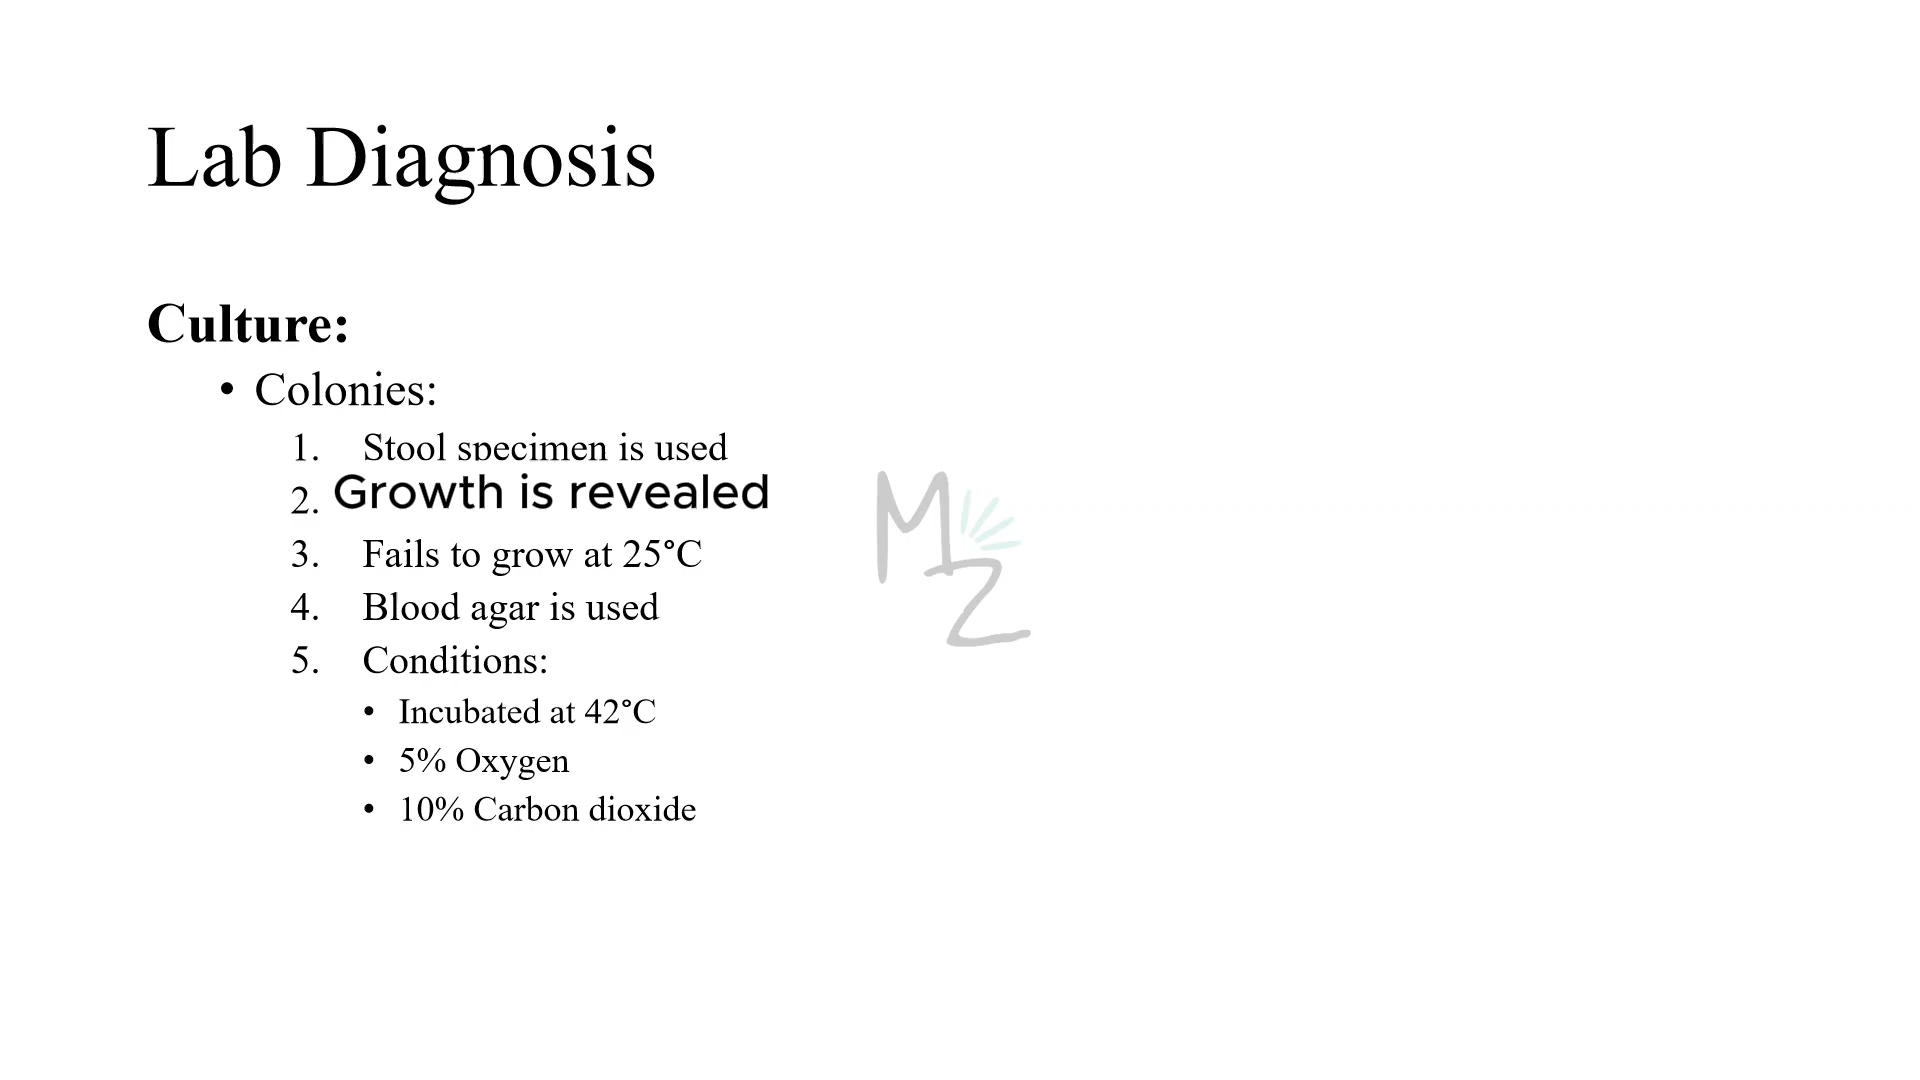 Lab Diagnosis
Culture:
• Colonies:
1. Stool specimen is used
2. Growth is revealed
3. Fails to grow at 25°C
4. Blood agar is used
5. Conditions:
• Incubated at 42°C
• 5% Oxygen
• 10% Carbon dioxide
MZ